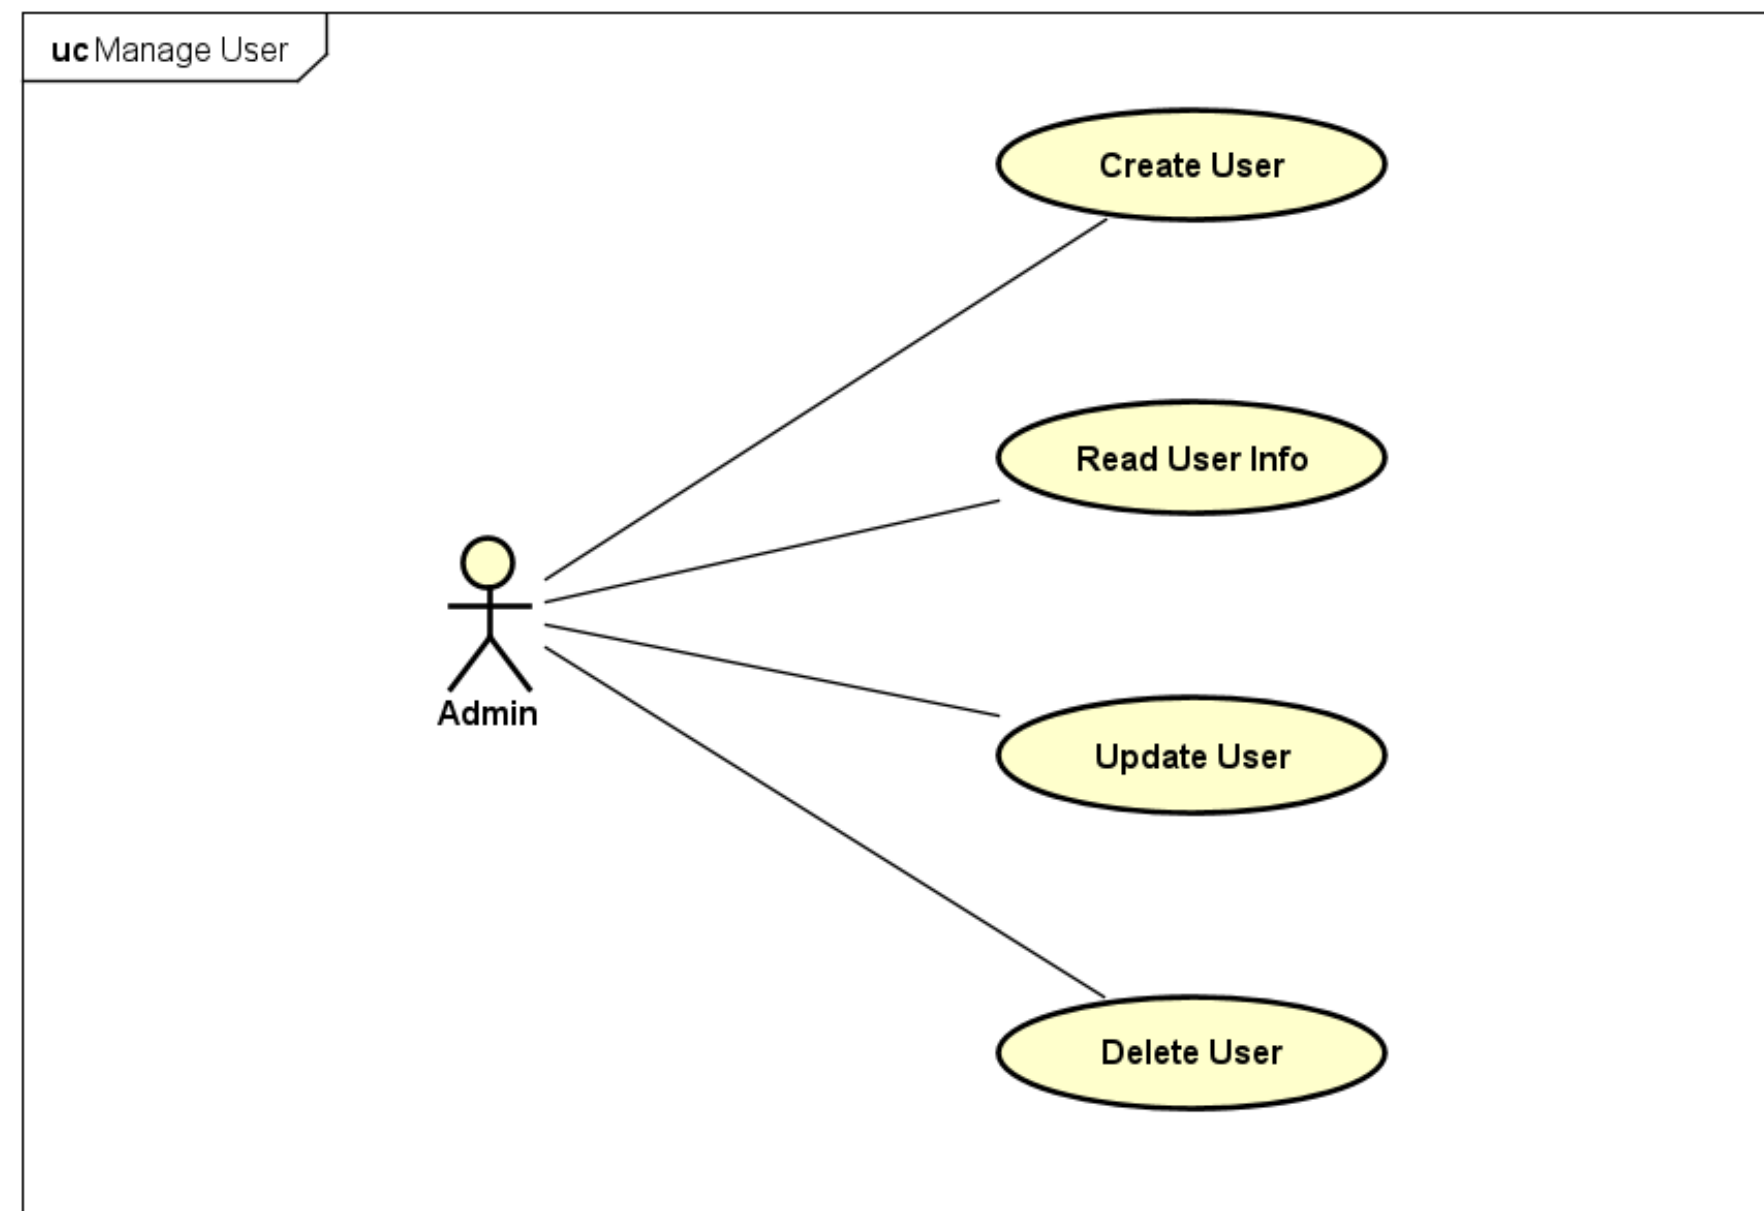 uc Manage User
Create User
Read User Info
Admin
Update User
Delete User